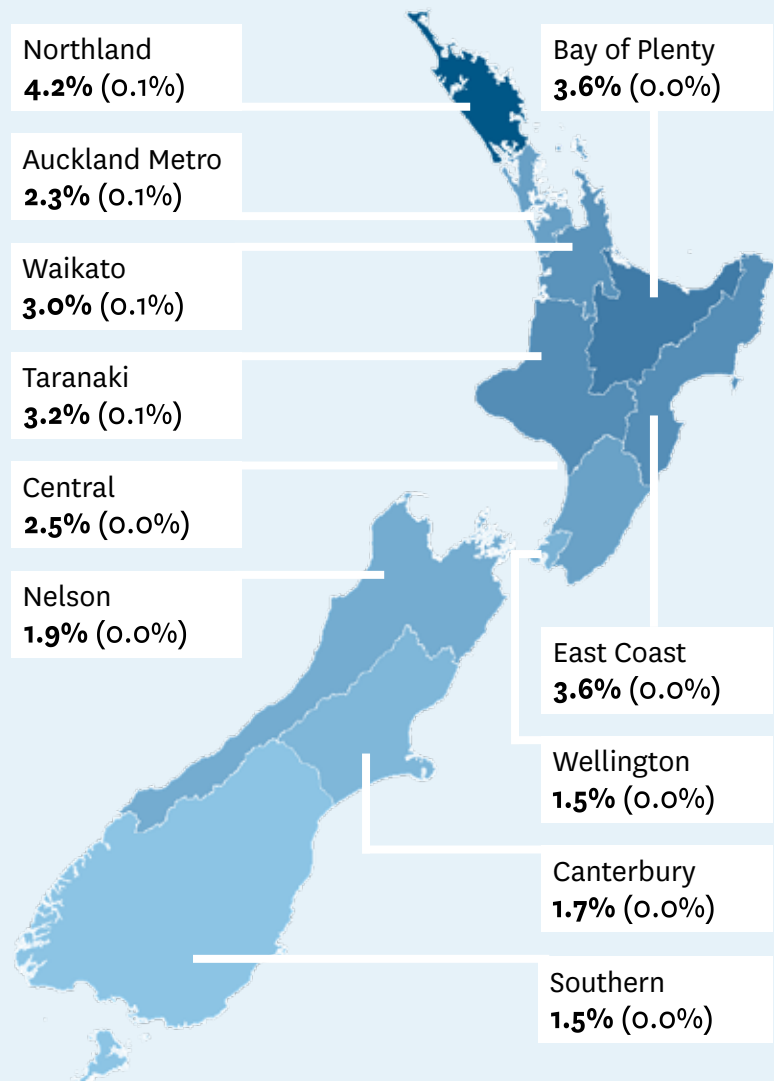 Northland
4.2% (0.1%)
Auckland Metro
2.3% (0.1%)
Waikato
3.0% (0.1%)
Taranaki
3.2% (0.1%)
Central
2.5% (0.0%)
Nelson
1.9% (0.0%)
Bay of Plenty
3.6% (0.0%)
East Coast
3.6% (0.0%)
Wellington
1.5% (0.0%)
Canterbury
1.7% (0.0%)
Southern
1.5% (0.0%)